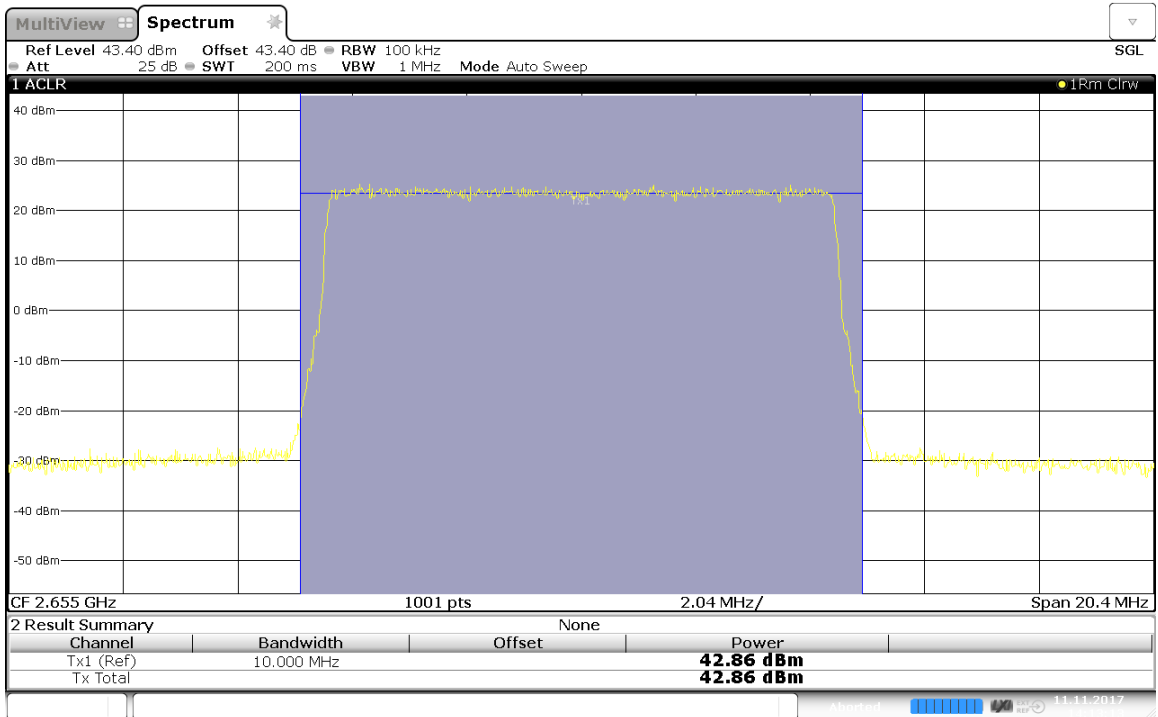 MultiView Spectrum
Ref Level 43.40 dBm Offset 43.40 dB RBW 100 kHz SGL
Att 25 dB SWT 200 ms VBW 1 MHz Mode Auto Sweep
1 ACLR 1Rm Clrw
40 dBm
30 dBm
20 dBm
Tx1
10 dBm
0 dBm
-10 dBm
-20 dBm
-30 dBm
-40 dBm
-50 dBm
CF 2.655 GHz 1001 pts 2.04 MHz/ Span 20.4 MHz
2 Result Summary None
Channel Bandwidth Offset Power
Tx1 (Ref) 10.000 MHz 42.86 dBm
Tx Total 42.86 dBm
Aborted 11.11.2017